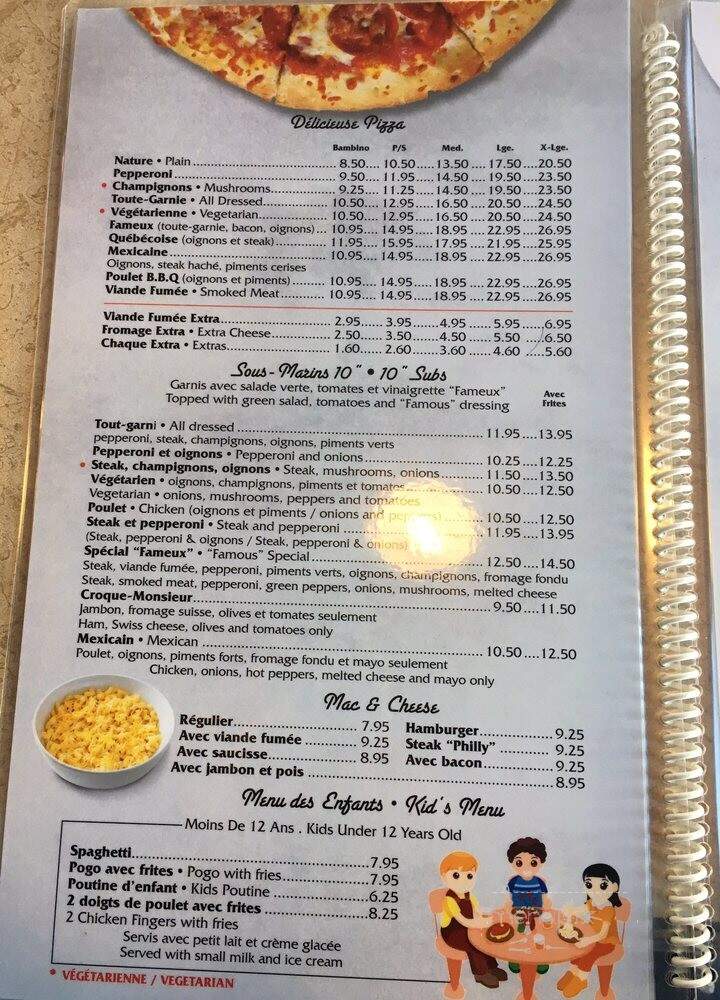 Délicieuse Pizza
Bambino P/S Med. Lge. X-Lge.
Nature • Plain 8.50 10.50 13.50 17.50 20.50
Pepperoni 9.50 11.95 14.50 19.50 23.50
• Champignons • Mushrooms 9.25 11.25 14.50 19.50 23.50
Toute-Garnie • All Dressed 10.50 12.95 16.50 20.50 24.50
• Végétarienne • Vegetarian 10.50 12.95 16.50 20.50 24.50
Fameux (toute-garnie, bacon, oignons) 10.95 14.95 18.95 22.95 26.95
Québécoise (oignons et steak) 11.95 15.95 17.95 21.95 25.95
Mexicaine 10.95 14.95 18.95 22.95 26.95
Oignons, steak haché, piments cerises
Poulet B.B.Q (oignons et piments) 10.95 14.95 18.95 22.95 26.95
Viande Fumée • Smoked Meat 10.95 14.95 18.95 22.95 26.95
Viande Fumée Extra 2.95 3.95 4.95 5.95 6.95
Fromage Extra • Extra Cheese 2.50 3.50 4.50 5.50 6.50
Chaque Extra • Extras 1.60 2.60 3.60 4.60 5.60
Sous-Marins 10" • 10" Subs
Garnis avec salade verte, tomates et vinaigrette "Fameux"
Topped with green salad, tomatoes and "Famous" dressing
Avec
Frites
Tout-garni • All dressed 11.95 13.95
pepperoni, steak, champignons, oignons, piments verts
Pepperoni et oignons • Pepperoni and onions 10.25 12.25
• Steak, champignons, oignons • Steak, mushrooms, onions 11.50 13.50
Végétarien • oignons, champignons, piments et tomates 10.50 12.50
Vegetarian • onions, mushrooms, peppers and tomatoes
Poulet • Chicken (oignons et piments / onions and peppers) 10.50 12.50
Steak et pepperoni • Steak and pepperoni 11.95 13.95
(Steak, pepperoni & oignons / Steak, pepperoni & onions)
Spécial "Fameux" • "Famous" Special 12.50 14.50
Steak, viande fumée, pepperoni, piments verts, oignons, champignons, fromage fondu
Steak, smoked meat, pepperoni, green peppers, onions, mushrooms, melted cheese
Croque-Monsieur 9.50 11.50
Jambon, fromage suisse, olives et tomates seulement
Ham, Swiss cheese, olives and tomatoes only
Mexicain • Mexican 10.50 12.50
Poulet, oignons, piments forts, fromage fondu et mayo seulement
Chicken, onions, hot peppers, melted cheese and mayo only
Mac & Cheese
Régulier 7.95 Hamburger 9.25
Avec viande fumée 9.25 Steak "Philly" 9.25
Avec saucisse 8.95 Avec bacon 9.25
Avec jambon et pois 8.95
Menu des Enfants • Kid's Menu
Moins De 12 Ans . Kids Under 12 Years Old
Spaghetti 7.95
Pogo avec frites • Pogo with fries 7.95
Poutine d'enfant • Kids Poutine 6.25
2 doigts de poulet avec frites 8.25
2 Chicken Fingers with fries
Servis avec petit lait et crème glacée
Served with small milk and ice cream
• VÉGÉTARIENNE / VEGETARIAN